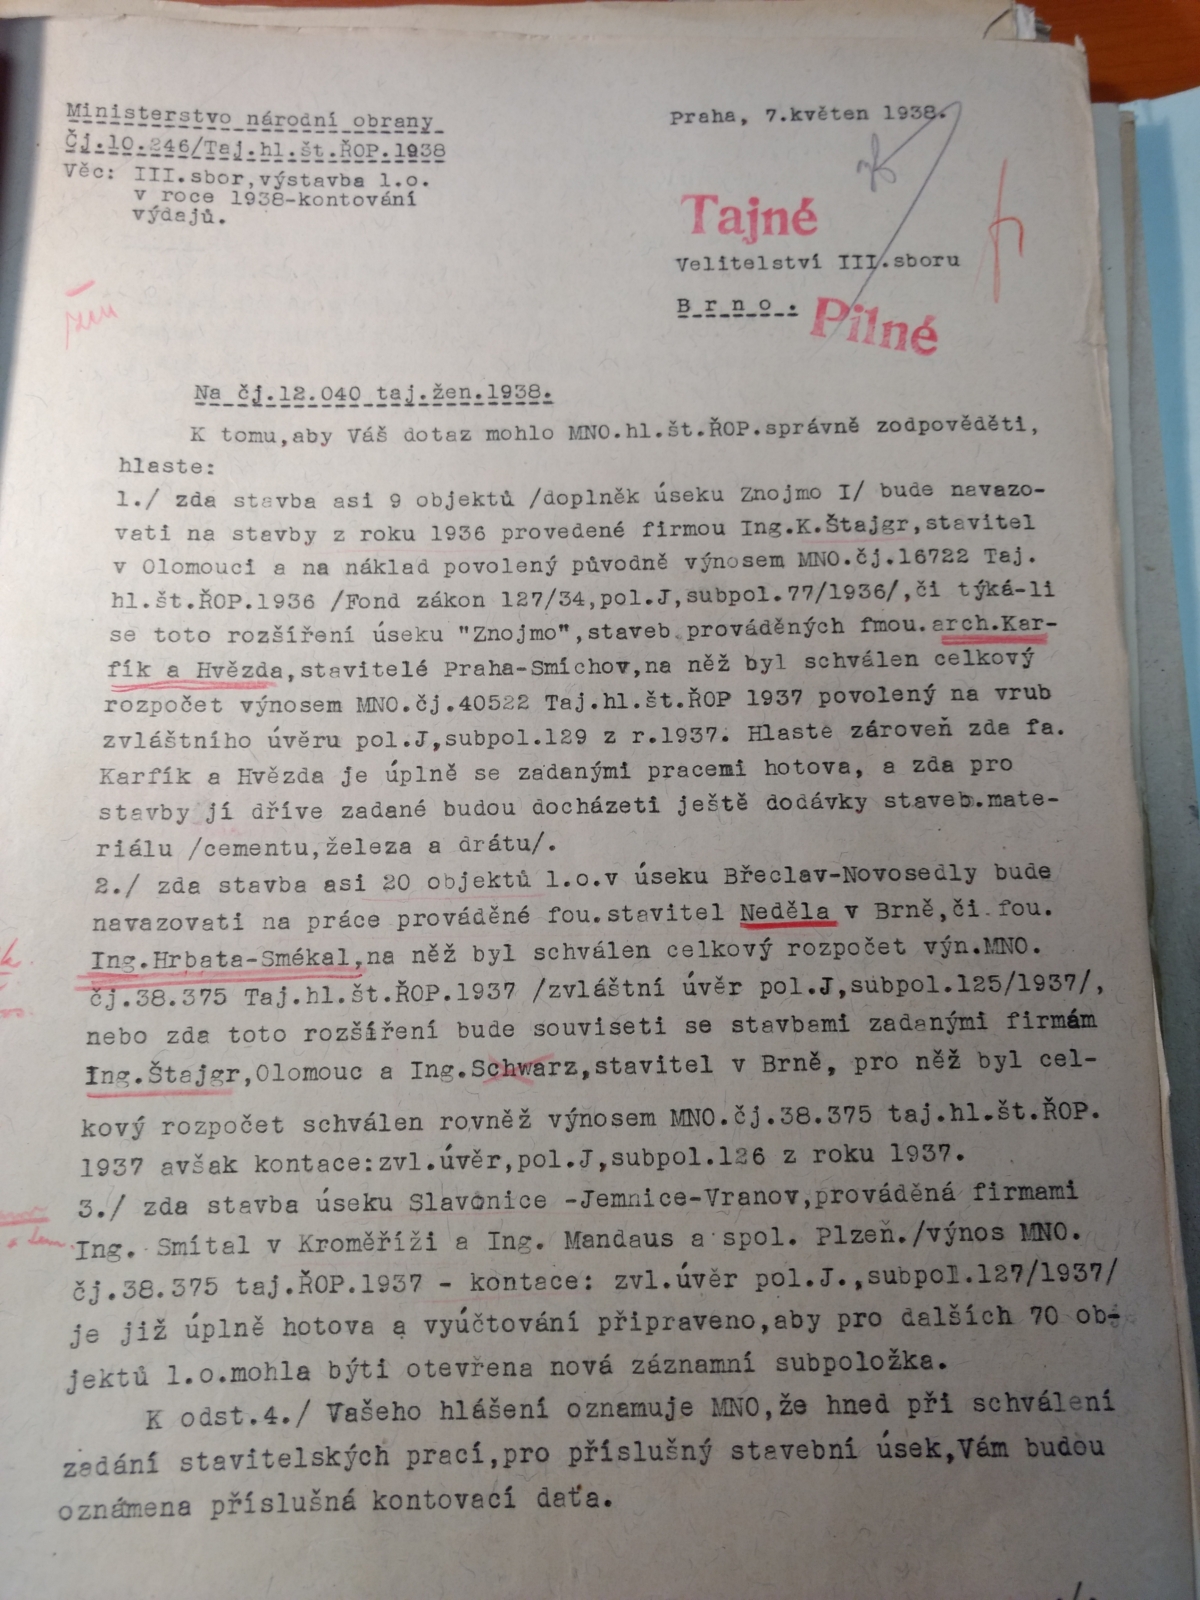 Ministerstvo národní obrany
Čj.10.246/Taj.hl.št.ŘOP.1938
Věc: III.sbor,výstavba l.o.
v roce 1938-kontování
výdajů.
Praha, 7.květen 1938.
Tajné
Velitelství III.sboru
B r n o .
Pilné
Na čj.12.040 taj.žen.1938.
K tomu,aby Váš dotaz mohlo MNO.hl.št.ŘOP.správně zodpověděti,
hlaste:
1./ zda stavba asi 9 objektů /doplněk úseku Znojmo I/ bude navazo-
vati na stavby z roku 1936 provedené firmou Ing.K.Štajgr,stavitel
v Olomouci a na náklad povolený původně výnosem MNO.čj.16722 Taj.
hl.št.ŘOP.1936 /Fond zákon 127/34,pol.J,subpol.77/1936/,či týká-li
se toto rozšíření úseku "Znojmo",staveb prováděných fmou.arch.Kar-
fík a Hvězda,stavitelé Praha-Smíchov,na něž byl schválen celkový
rozpočet výnosem MNO.čj.40522 Taj.hl.št.ŘOP 1937 povolený na vrub
zvláštního úvěru pol.J,subpol.129 z r.1937. Hlaste zároveň zda fa.
Karfík a Hvězda je úplně se zadanými pracemi hotova, a zda pro
stavby jí dříve zadané budou docházeti ještě dodávky staveb.mate-
riálu /cementu,železa a drátu/.
2./ zda stavba asi 20 objektů l.o.v úseku Břeclav-Novosedly bude
navazovati na práce prováděné fou.stavitel Neděla v Brně,či fou.
Ing.Hrbata-Smékal,na něž byl schválen celkový rozpočet výn.MNO.
čj.38.375 Taj.hl.št.ŘOP.1937 /zvláštní úvěr pol.J,subpol.125/1937/,
nebo zda toto rozšíření bude souviseti se stavbami zadanými firmám
Ing.Štajgr,Olomouc a Ing.Schwarz,stavitel v Brně, pro něž byl cel-
kový rozpočet schválen rovněž výnosem MNO.čj.38.375 taj.hl.št.ŘOP.
1937 avšak kontace:zvl.úvěr,pol.J,subpol.126 z roku 1937.
3./ zda stavba úseku Slavonice -Jemnice-Vranov,prováděná firmami
Ing. Smítal v Kroměříži a Ing. Mandaus a spol. Plzeň./výnos MNO.
čj.38.375 taj.ŘOP.1937 - kontace: zvl.úvěr pol.J.,subpol.127/1937/
je již úplně hotova a vyúčtování připraveno,aby pro dalších 70 ob-
jektů l.o.mohla býti otevřena nová záznamní subpoložka.
K odst.4./ Vašeho hlášení oznamuje MNO,že hned při schválení
zadání stavitelských prací,pro příslušný stavební úsek,Vám budou
oznámena příslušná kontovací daťa.